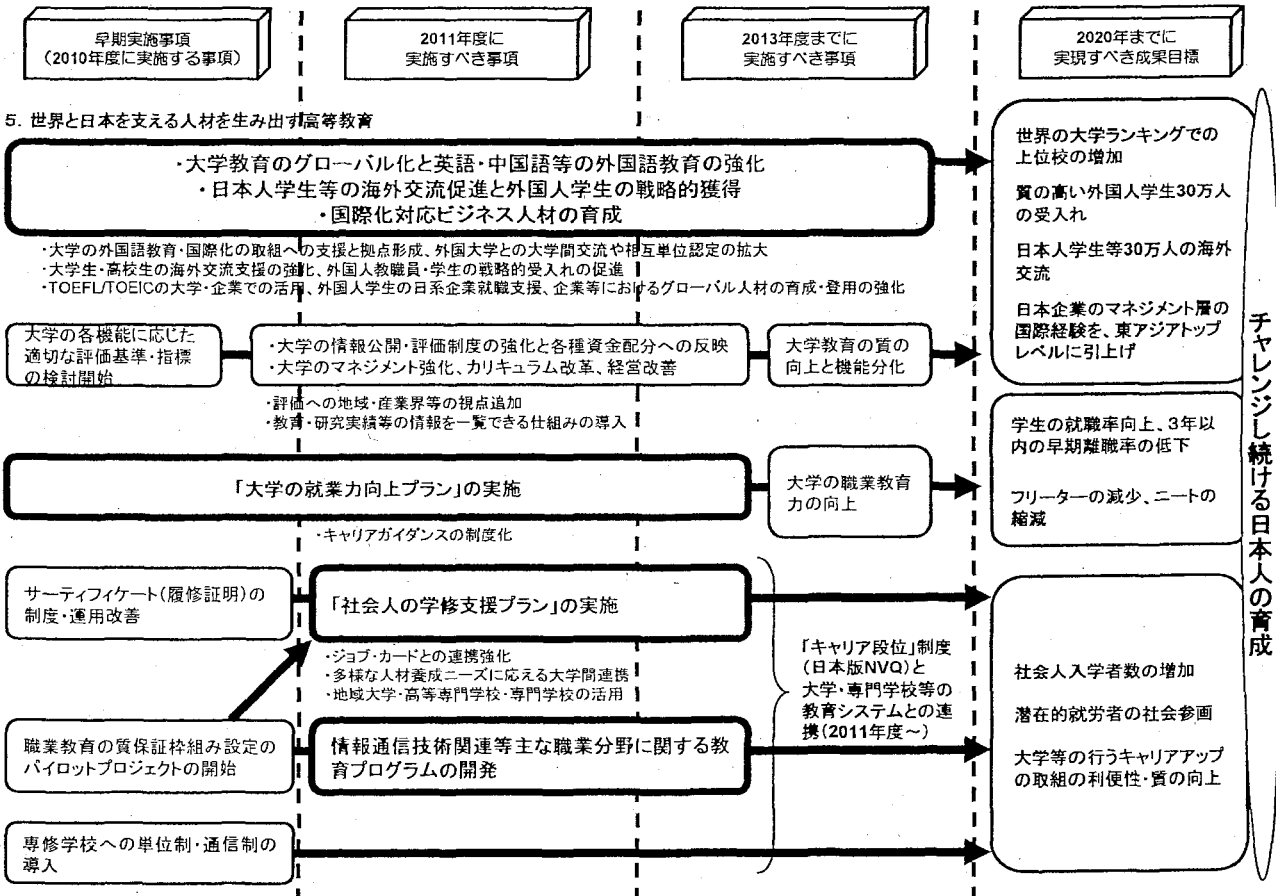 早期実施事項
(2010年度に実施する事項)
2011年度に
実施すべき事項
2013年度までに
実施すべき事項
2020年までに
実現すべき成果目標
5. 世界と日本を支える人材を生み出す高等教育
・大学教育のグローバル化と英語・中国語等の外国語教育の強化
・日本人学生等の海外交流促進と外国人学生の戦略的獲得
・国際化対応ビジネス人材の育成
・大学の外国語教育・国際化の取組への支援と拠点形成、外国大学との大学間交流や相互単位認定の拡大
・大学生・高校生の海外交流支援の強化、外国人教職員・学生の戦略的受入れの促進
・TOEFL/TOEICの大学・企業での活用、外国人学生の日系企業就職支援、企業等におけるグローバル人材の育成・登用の強化
世界の大学ランキングでの
上位校の増加
質の高い外国人学生30万人
の受入れ
日本人学生等30万人の海外
交流
日本企業のマネジメント層の
国際経験を、東アジアトップ
レベルに引上げ
大学の各機能に応じた
適切な評価基準・指標
の検討開始
・大学の情報公開・評価制度の強化と各種資金配分への反映
・大学のマネジメント強化、カリキュラム改革、経営改善
大学教育の質の
向上と機能分化
・評価への地域・産業界等の視点追加
・教育・研究実績等の情報を一覧できる仕組みの導入
「大学の就業力向上プラン」の実施
大学の職業教育
力の向上
・キャリアガイダンスの制度化
学生の就職率向上、3年以
内の早期離職率の低下
フリーターの減少、ニートの
縮減
サーティフィケート(履修証明)の
制度・運用改善
「社会人の学修支援プラン」の実施
・ジョブ・カードとの連携強化
・多様な人材養成ニーズに応える大学間連携
・地域大学・高等専門学校・専門学校の活用
職業教育の質保証枠組み設定の
パイロットプロジェクトの開始
情報通信技術関連等主な職業分野に関する教
育プログラムの開発
専修学校への単位制・通信制の
導入
「キャリア段位」制度
(日本版NVQ)と
大学・専門学校等の
教育システムとの連
携(2011年度~)
社会人入学者数の増加
潜在的就労者の社会参画
大学等の行うキャリアアップ
の取組の利便性・質の向上
チャレンジし続ける日本人の育成